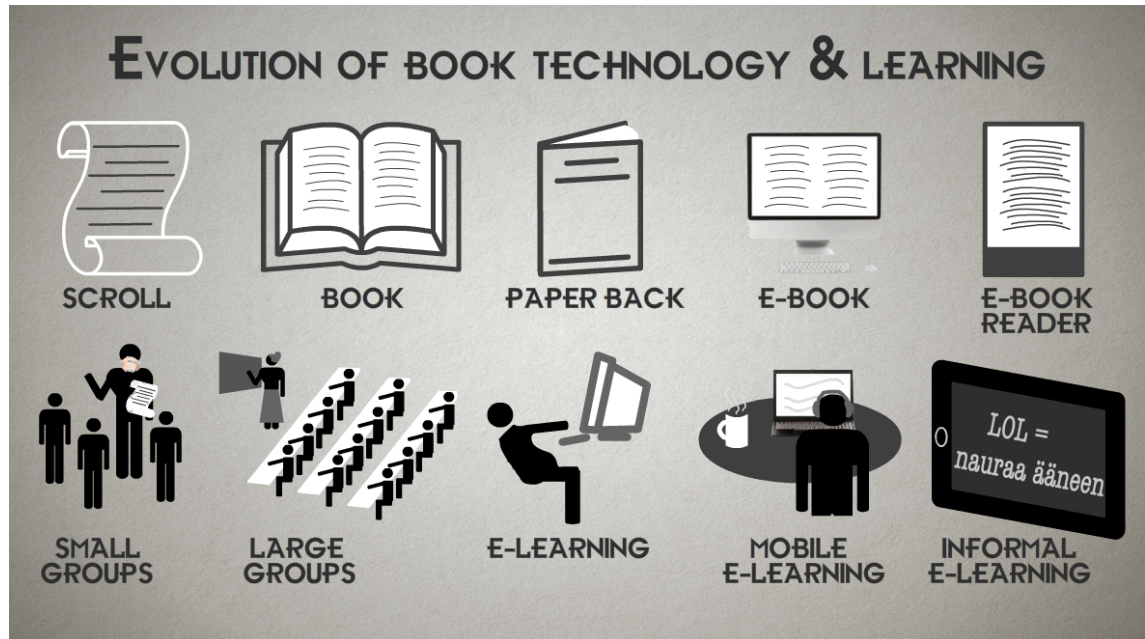 EVOLUTION OF BOOK TECHNOLOGY & LEARNING
SCROLL
BOOK
PAPER BACK
E-BOOK
E-BOOK
READER
SMALL
GROUPS
LARGE
GROUPS
E-LEARNING
MOBILE
E-LEARNING
LOL =
nauraa ääneen
INFORMAL
E-LEARNING